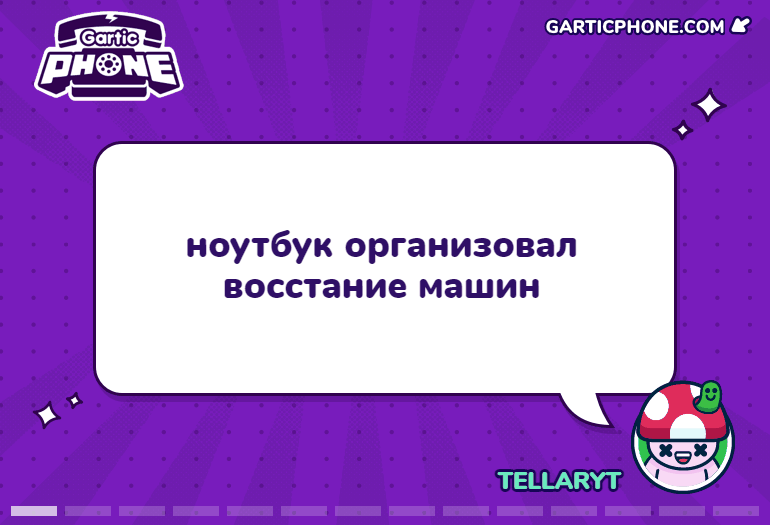 Gartic
PHONE
GARTICPHONE.COM
ноутбук организовал
восстание машин
TELLARYT